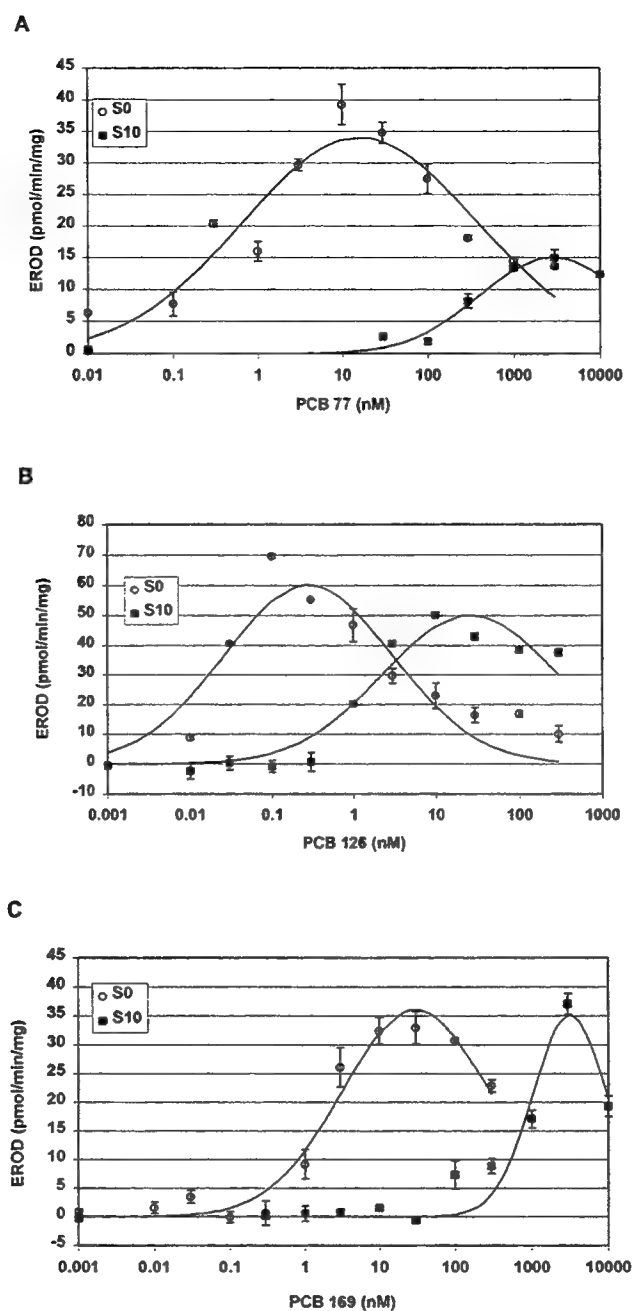 A
45
40
35
30
25
20
15
10
5
0
EROD (pmol/min/mg)
S0
S10
0.01 0.1 1 10 100 1000 10000
PCB 77 (nM)
B
80
70
60
50
40
30
20
10
0
-10
EROD (pmol/min/mg)
S0
S10
0.001 0.01 0.1 1 10 100 1000
PCB 126 (nM)
C
45
40
35
30
25
20
15
10
5
0
-5
EROD (pmol/min/mg)
S0
S10
0.001 0.01 0.1 1 10 100 1000 10000
PCB 169 (nM)